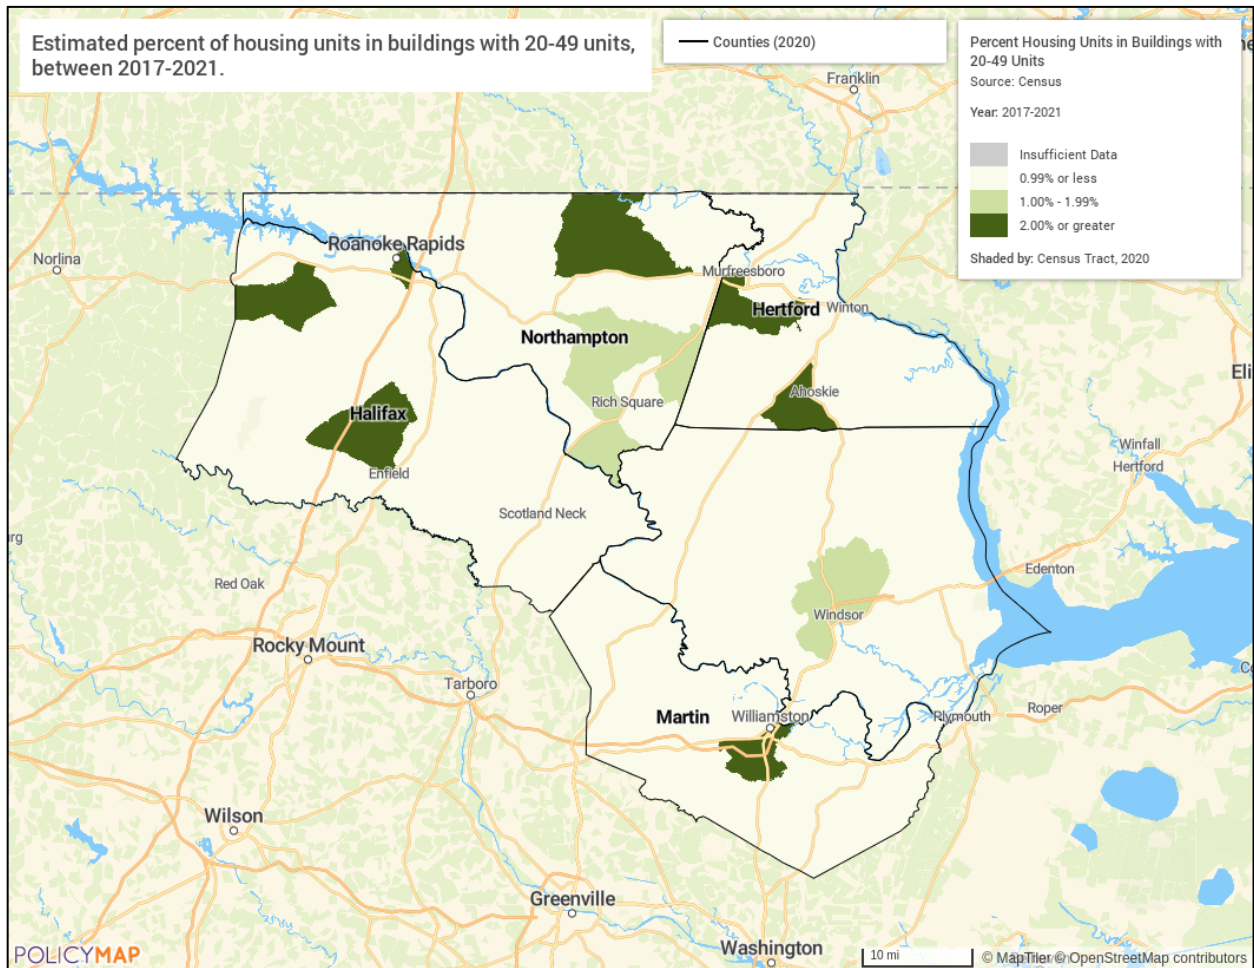 Estimated percent of housing units in buildings with 20-49 units,
between 2017-2021.
Counties (2020)
Percent Housing Units in Buildings with
20-49 Units
Source: Census
Year: 2017-2021
Insufficient Data
0.99% or less
1.00% - 1.99%
2.00% or greater
Shaded by: Census Tract, 2020
Franklin
Norlina
Roanoke Rapids
Murfreesboro
Hertford
Winton
Northampton
Ahoskie
Rich Square
Halifax
Enfield
Winfall
Hertford
Scotland Neck
Edenton
Red Oak
Windsor
Rocky Mount
Tarboro
Martin
Williamston
Plymouth
Roper
Wilson
Greenville
Washington
POLICYMAP
10 mi
© MapTiler © OpenStreetMap contributors